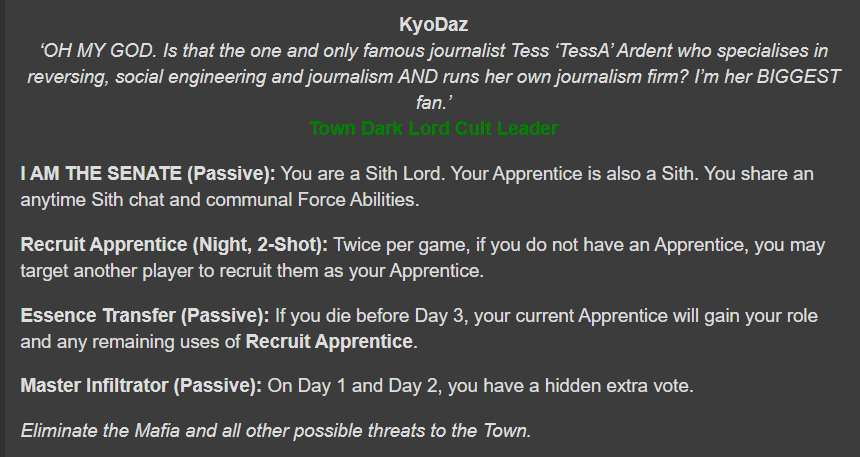 KyoDaz
‘OH MY GOD. Is that the one and only famous journalist Tess ‘TessA’ Ardent who specialises in
reversing, social engineering and journalism AND runs her own journalism firm? I’m her BIGGEST
fan.’
Town Dark Lord Cult Leader
I AM THE SENATE (Passive): You are a Sith Lord. Your Apprentice is also a Sith. You share an
anytime Sith chat and communal Force Abilities.
Recruit Apprentice (Night, 2-Shot): Twice per game, if you do not have an Apprentice, you may
target another player to recruit them as your Apprentice.
Essence Transfer (Passive): If you die before Day 3, your current Apprentice will gain your role
and any remaining uses of Recruit Apprentice.
Master Infiltrator (Passive): On Day 1 and Day 2, you have a hidden extra vote.
Eliminate the Mafia and all other possible threats to the Town.